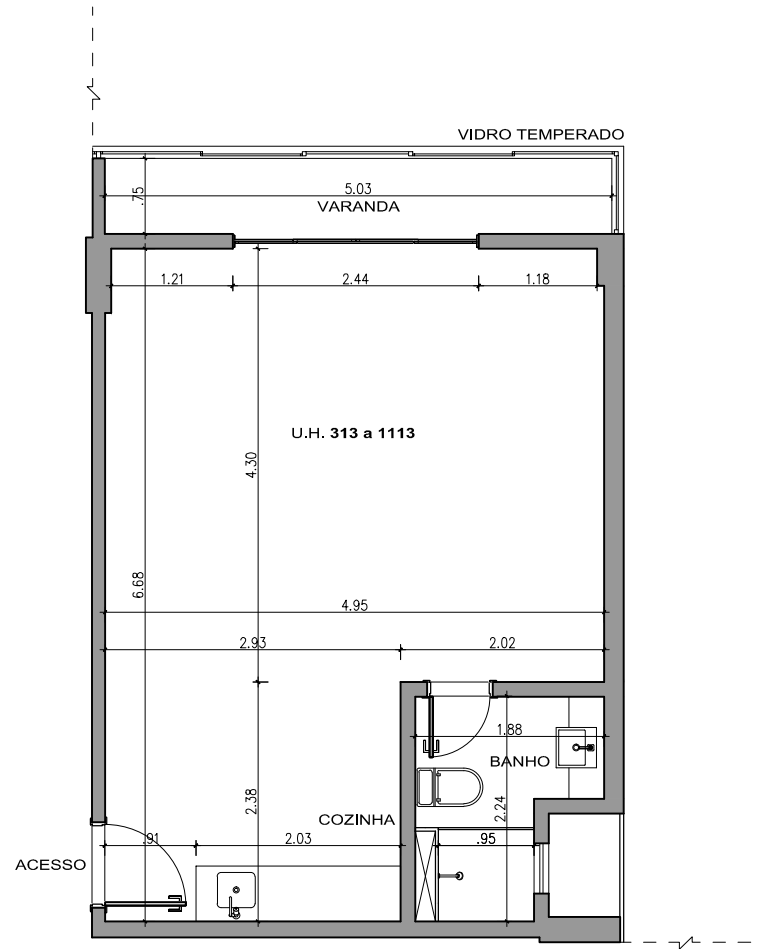 VIDRO TEMPERADO
.75
5.03
VARANDA
1.21
2.44
1.18
U.H. 313 a 1113
4.30
6.68
4.95
2.93
2.02
1.88
BANHO
2.24
2.38
COZINHA
.91
2.03
.95
ACESSO